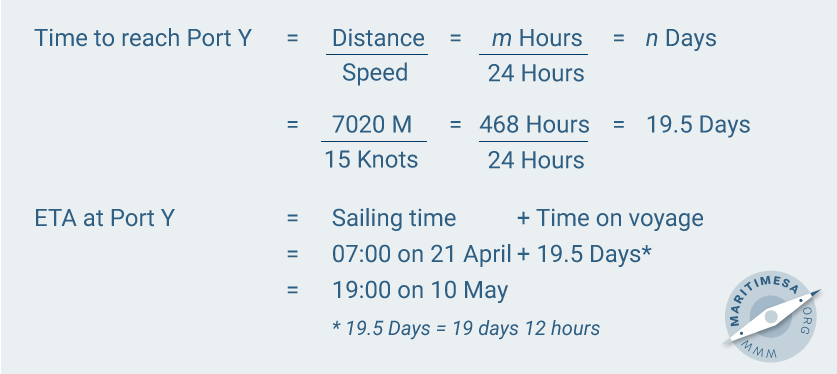 Time to reach Port Y = Distance / Speed = m Hours / 24 Hours = n Days
= 7020 M / 15 Knots = 468 Hours / 24 Hours = 19.5 Days
ETA at Port Y = Sailing time + Time on voyage
= 07:00 on 21 April + 19.5 Days*
= 19:00 on 10 May
* 19.5 Days = 19 days 12 hours
WWW.MARITIMESA.ORG